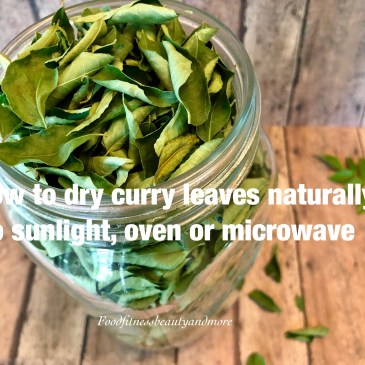 ow to dry curry leaves naturally
o sunlight, oven or microwave
Foodfitnessbeautyandmore